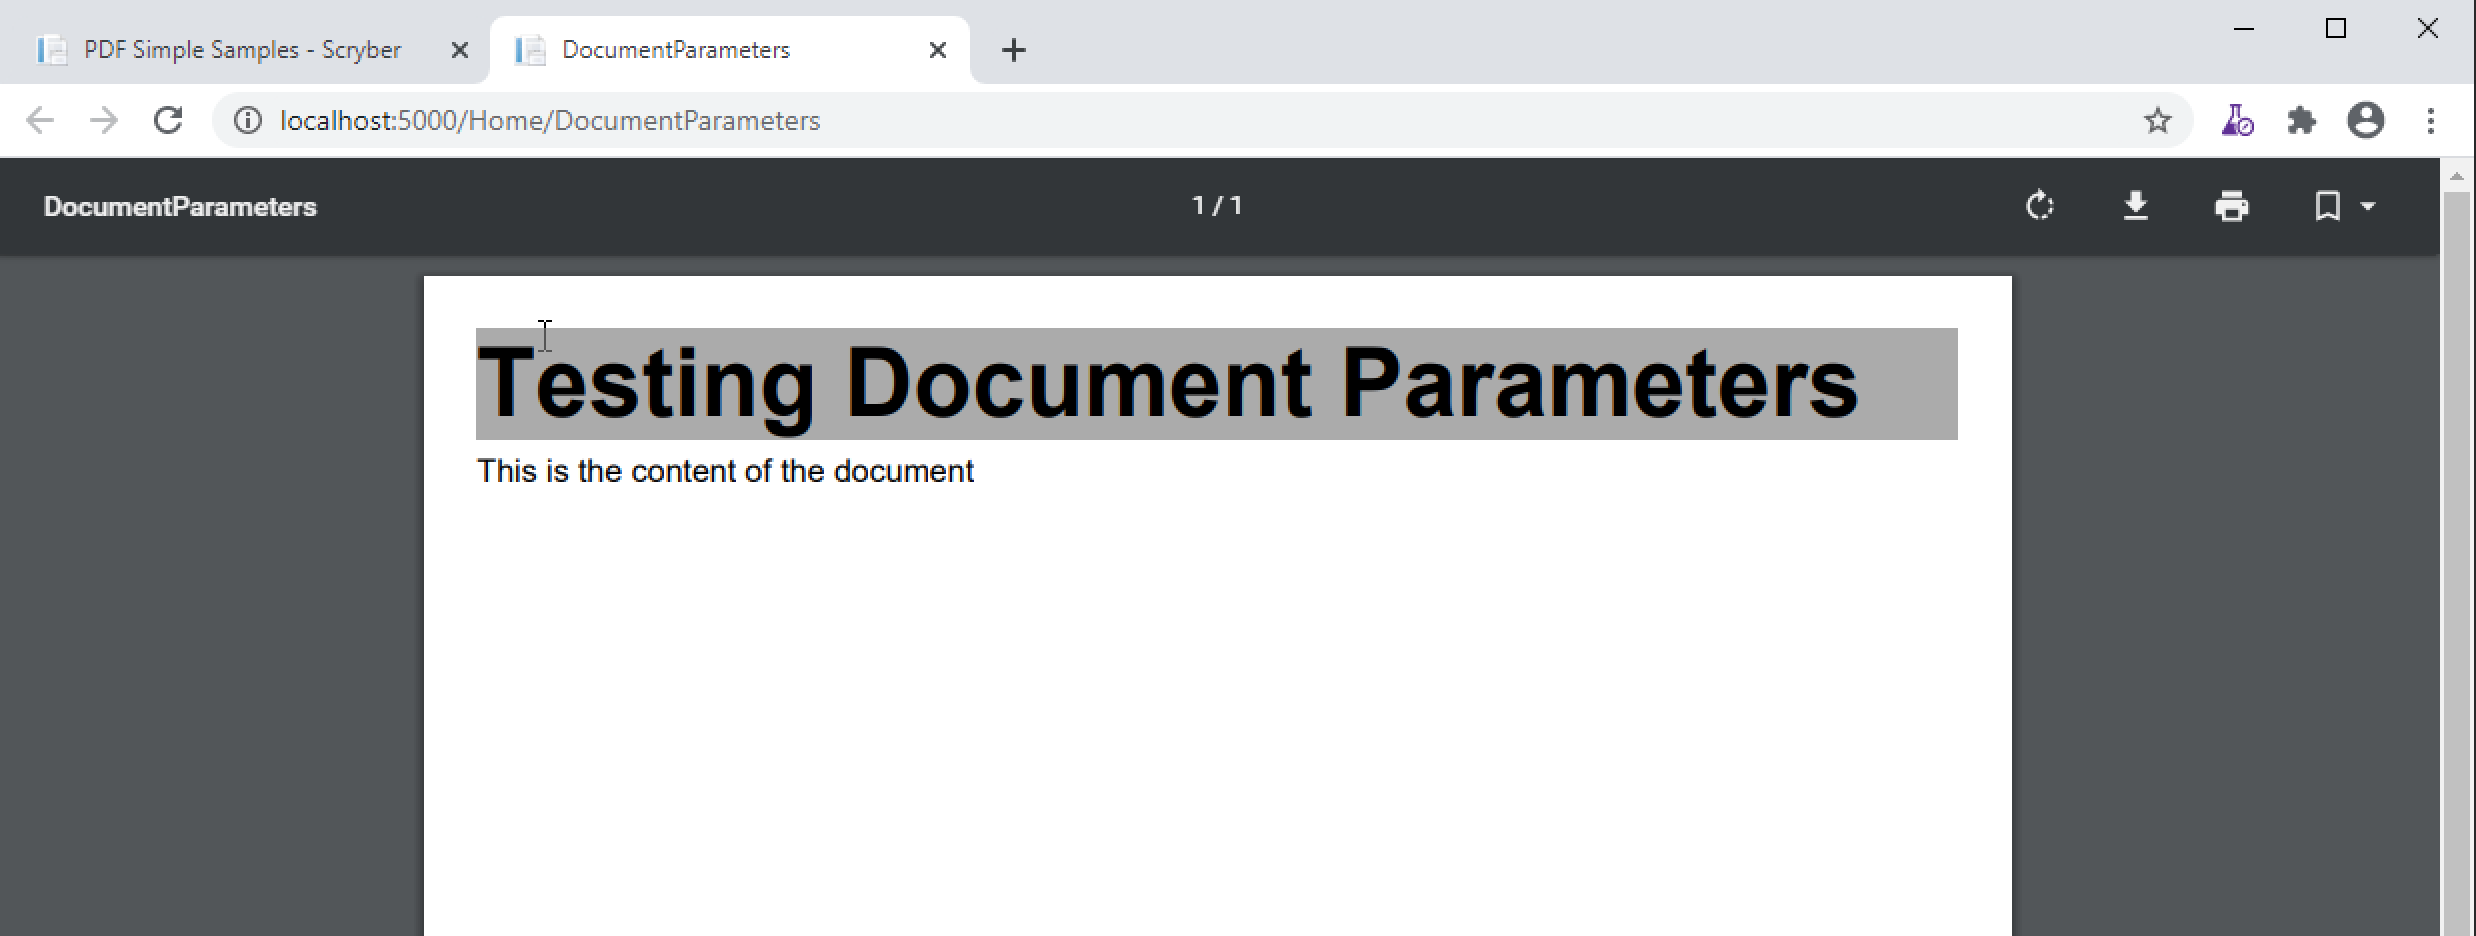 PDF Simple Samples - Scryber
DocumentParameters
localhost:5000/Home/DocumentParameters
DocumentParameters
1 / 1
Testing Document Parameters
This is the content of the document